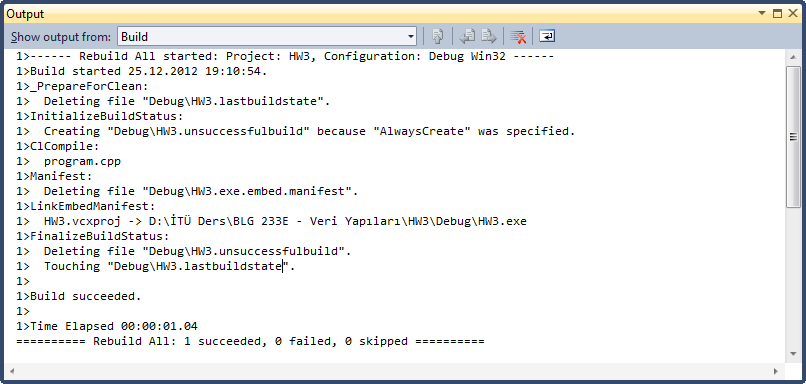 Output
Show output from: Build
1>------ Rebuild All started: Project: HW3, Configuration: Debug Win32 ------
1>Build started 25.12.2012 19:10:54.
1>_PrepareForClean:
1>  Deleting file "Debug\HW3.lastbuildstate".
1>InitializeBuildStatus:
1>  Creating "Debug\HW3.unsuccessfulbuild" because "AlwaysCreate" was specified.
1>ClCompile:
1>  program.cpp
1>Manifest:
1>  Deleting file "Debug\HW3.exe.embed.manifest".
1>LinkEmbedManifest:
1>  HW3.vcxproj -> D:\İTÜ Ders\BLG 233E - Veri Yapıları\HW3\Debug\HW3.exe
1>FinalizeBuildStatus:
1>  Deleting file "Debug\HW3.unsuccessfulbuild".
1>  Touching "Debug\HW3.lastbuildstate".
1>
1>Build succeeded.
1>
1>Time Elapsed 00:00:01.04
========== Rebuild All: 1 succeeded, 0 failed, 0 skipped ==========